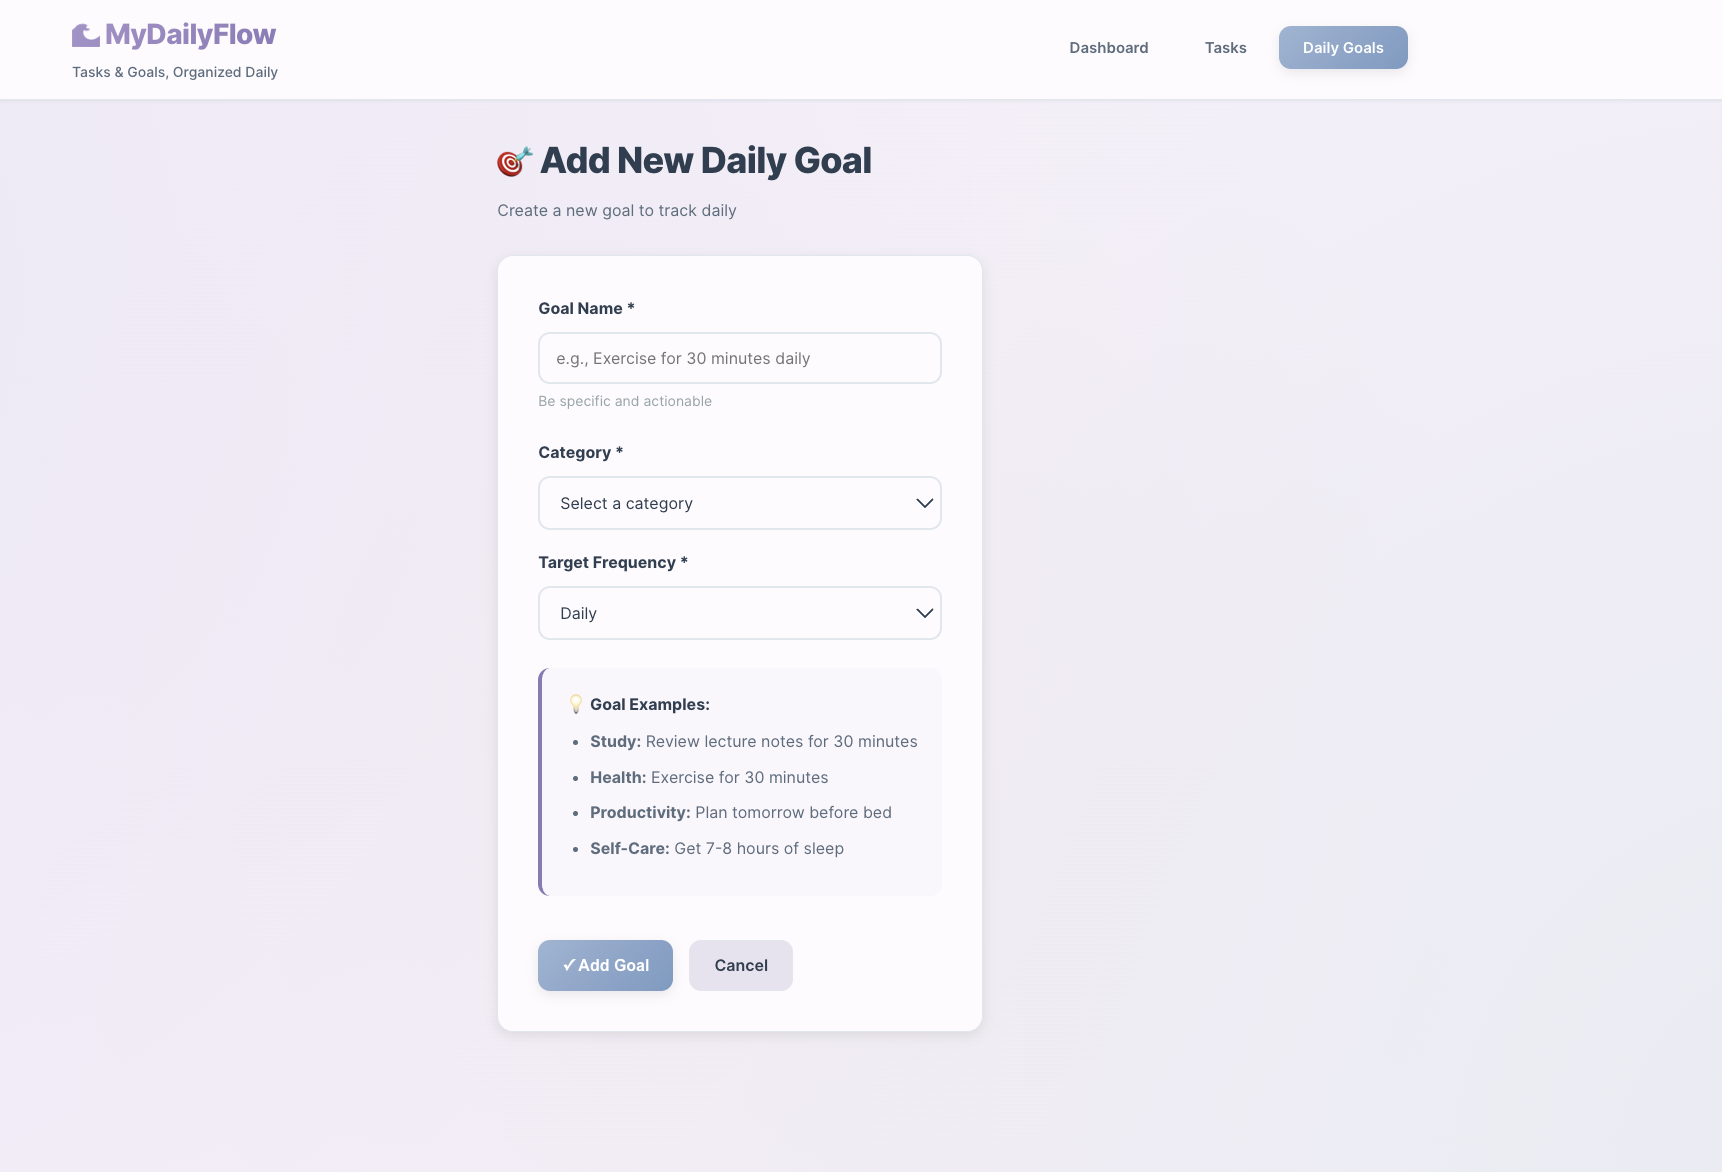 MyDailyFlow
Tasks & Goals, Organized Daily
Dashboard
Tasks
Daily Goals
Add New Daily Goal
Create a new goal to track daily
Goal Name *
e.g., Exercise for 30 minutes daily
Be specific and actionable
Category *
Select a category
Target Frequency *
Daily
Goal Examples:
• Study: Review lecture notes for 30 minutes
• Health: Exercise for 30 minutes
• Productivity: Plan tomorrow before bed
• Self-Care: Get 7-8 hours of sleep
✓Add Goal
Cancel